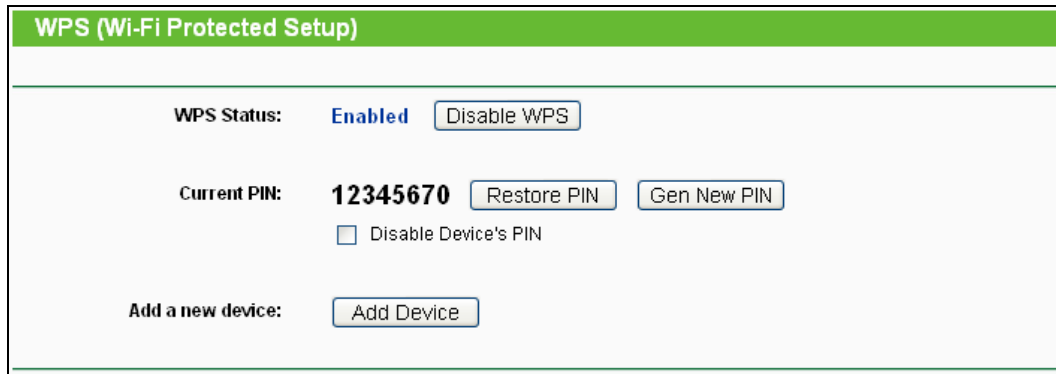 WPS (Wi-Fi Protected Setup)
WPS Status: Enabled Disable WPS
Current PIN: 12345670 Restore PIN Gen New PIN
Disable Device's PIN
Add a new device: Add Device